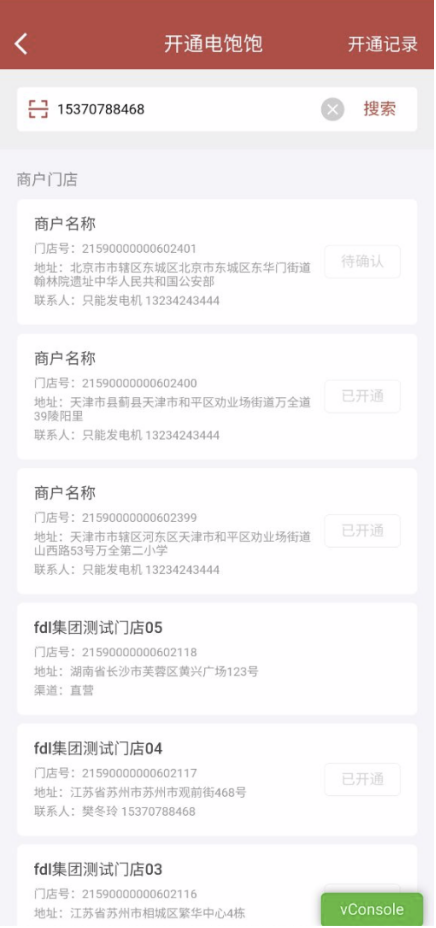 开通电饱饱
开通记录
15370788468
搜索
商户门店
商户名称
门店号：21590000000602401
地址：北京市市辖区东城区北京市东城区东华门街道
翰林院遗址中华人民共和国公安部
联系人：只能发电机 13234243444
待确认
商户名称
门店号：21590000000602400
地址：天津市县蓟县天津市和平区劝业场街道万全道
39陵阳里
联系人：只能发电机 13234243444
已开通
商户名称
门店号：21590000000602399
地址：天津市市辖区河东区天津市和平区劝业场街道
山西路53号万全第二小学
联系人：只能发电机 13234243444
已开通
fdl集团测试门店05
门店号：21590000000602118
地址：湖南省长沙市芙蓉区黄兴广场123号
渠道：直营
fdl集团测试门店04
门店号：21590000000602117
地址：江苏省苏州市苏州市观前街468号
联系人：樊冬玲 15370788468
已开通
fdl集团测试门店03
门店号：21590000000602116
地址：江苏省苏州市相城区繁华中心4栋
vConsole